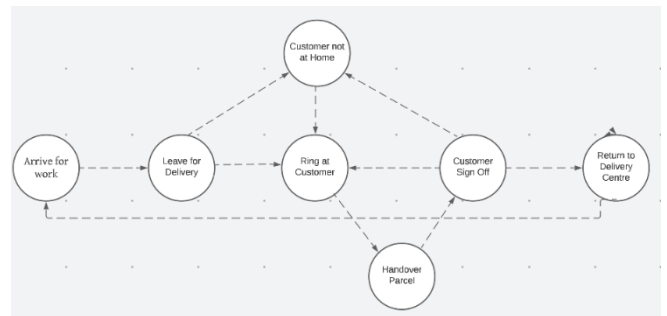 Customer not
at Home
Arrive for
work
Leave for
Delivery
Ring at
Customer
Customer
Sign Off
Return to
Delivery
Centre
Handover
Parcel